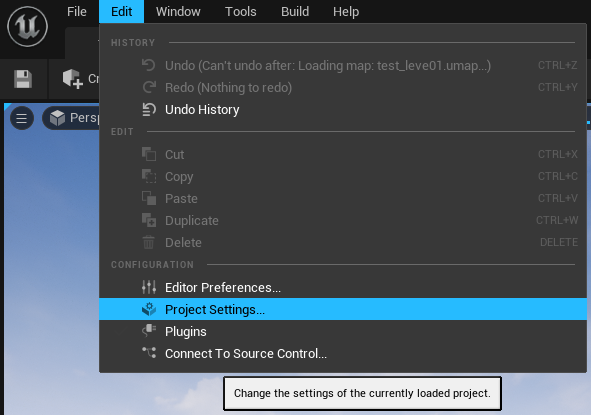 File Edit Window Tools Build Help
HISTORY
Undo (Can't undo after: Loading map: test_leve01.umap...) CTRL+Z
Redo (Nothing to redo) CTRL+Y
Undo History
Persp
EDIT
Cut CTRL+X
Copy CTRL+C
Paste CTRL+V
Duplicate CTRL+W
Delete DELETE
CONFIGURATION
Editor Preferences...
Project Settings...
Plugins
Connect To Source Control...
Change the settings of the currently loaded project.